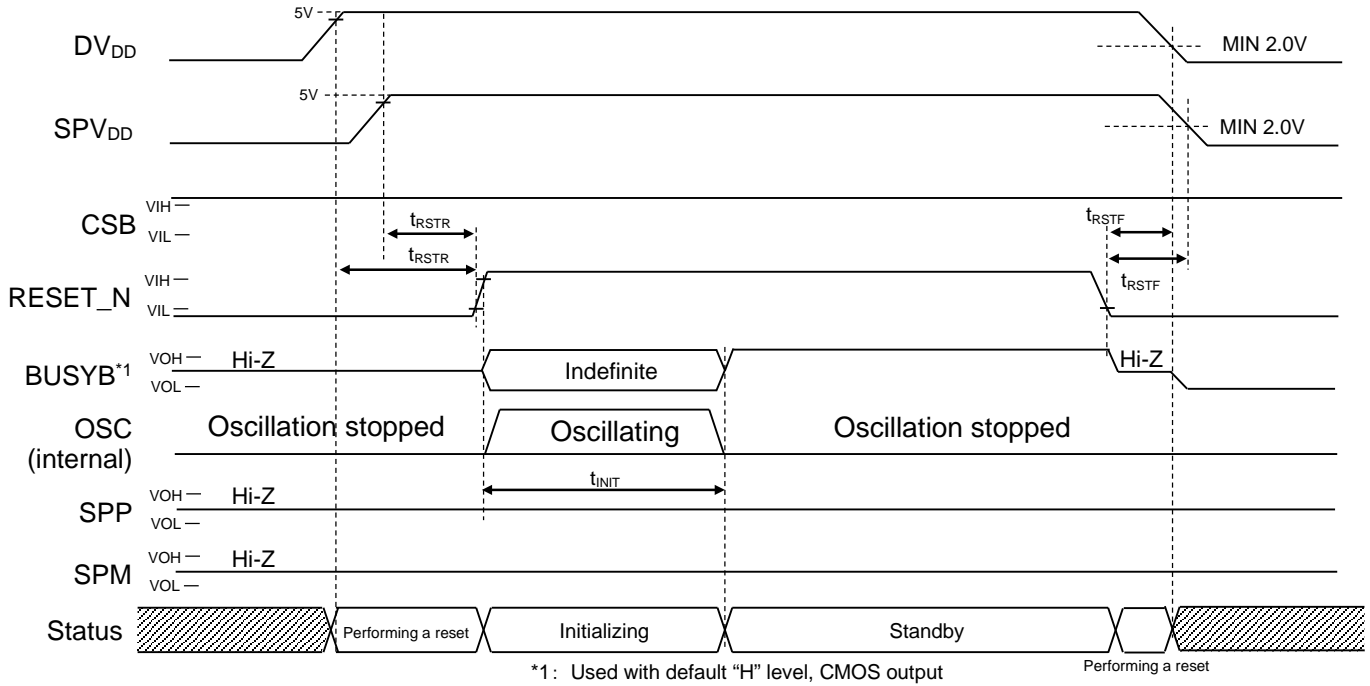 5V
DVDD
MIN 2.0V
5V
SPVDD
MIN 2.0V
VIH
CSB
VIL
tRSTR
tRSTF
tRSTR
tRSTF
VIH
RESET_N
VIL
VOH
Hi-Z
BUSYB*1
VOL
Indefinite
Hi-Z
OSC
(internal)
Oscillation stopped
Oscillating
Oscillation stopped
tINIT
VOH
Hi-Z
SPP
VOL
VOH
Hi-Z
SPM
VOL
Status
Performing a reset
Initializing
Standby
Performing a reset
*1: Used with default “H” level, CMOS output